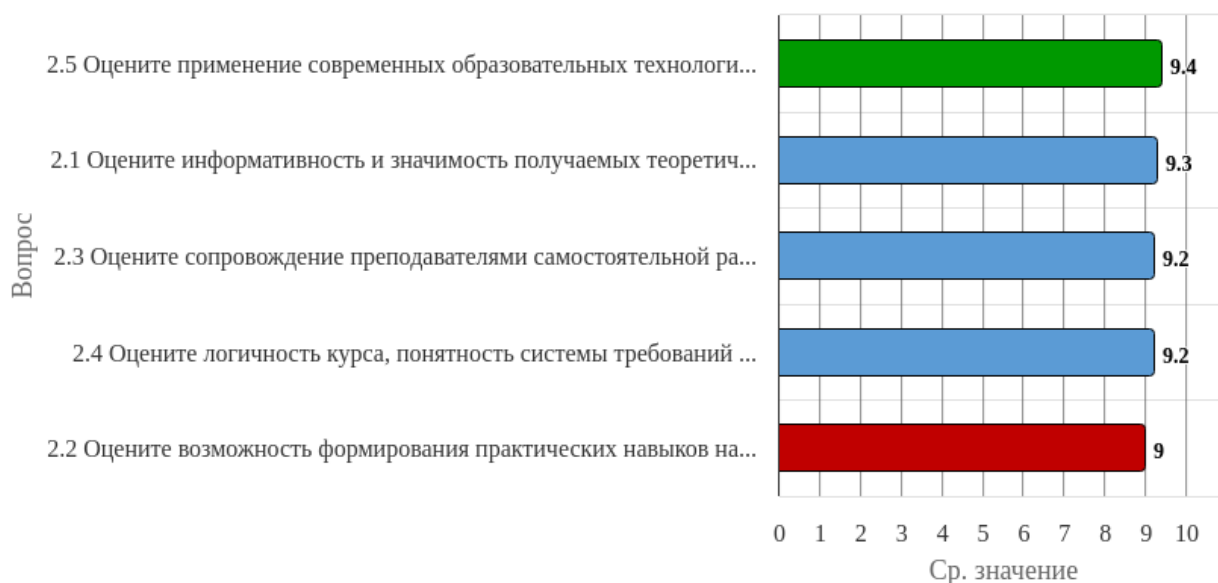 2.5 Оцените применение современных образовательных технологи...
9.4
2.1 Оцените информативность и значимость получаемых теоретич...
9.3
2.3 Оцените сопровождение преподавателями самостоятельной ра...
9.2
2.4 Оцените логичность курса, понятность системы требований ...
9.2
2.2 Оцените возможность формирования практических навыков на...
9
Вопрос
0 1 2 3 4 5 6 7 8 9 10
Ср. значение